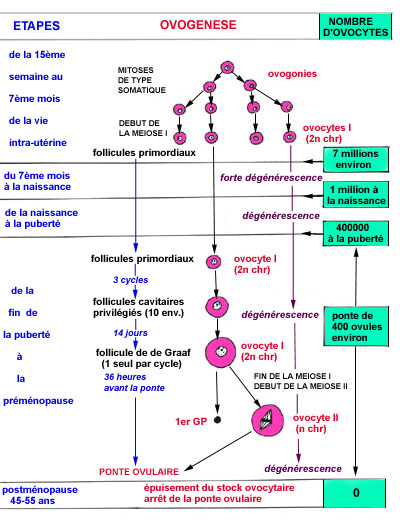 ETAPES
OVOGENESE
NOMBRE
D'OVOCYTES
de la 15ème
semaine au
7ème mois
de la vie
intra-utérine
MITOSES
DE TYPE
SOMATIQUE
ovogonies
DEBUT DE
LA MEIOSE I
ovocytes I
(2n chr)
follicules primordiaux
7 millions
environ
du 7ème mois
à la naissance
forte dégénérescence
1 million à
la naissance
de la naissance
à la puberté
dégénérescence
400000
à la puberté
follicules primordiaux
ovocyte I
(2n chr)
3 cycles
de la
fin de
la puberté
à
la
préménopause
follicules cavitaires
privilégiés (10 env.)
dégénérescence
ponte de
400 ovules
environ
14 jours
follicule de de Graaf
(1 seul par cycle)
ovocyte I
(2n chr)
36 heures
avant la ponte
FIN DE LA MEIOSE I
DEBUT DE LA MEIOSE II
1er GP
ovocyte II
(n chr)
PONTE OVULAIRE
dégénérescence
postménopause
45-55 ans
épuisement du stock ovocytaire
arrêt de la ponte ovulaire
0